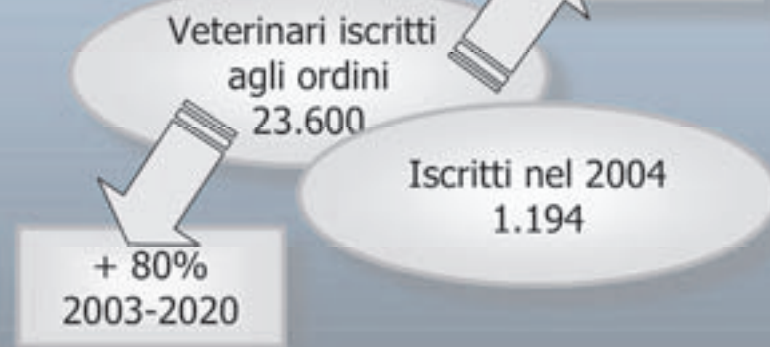 Veterinari iscritti
agli ordini
23.600
Iscritti nel 2004
1.194
+ 80%
2003-2020